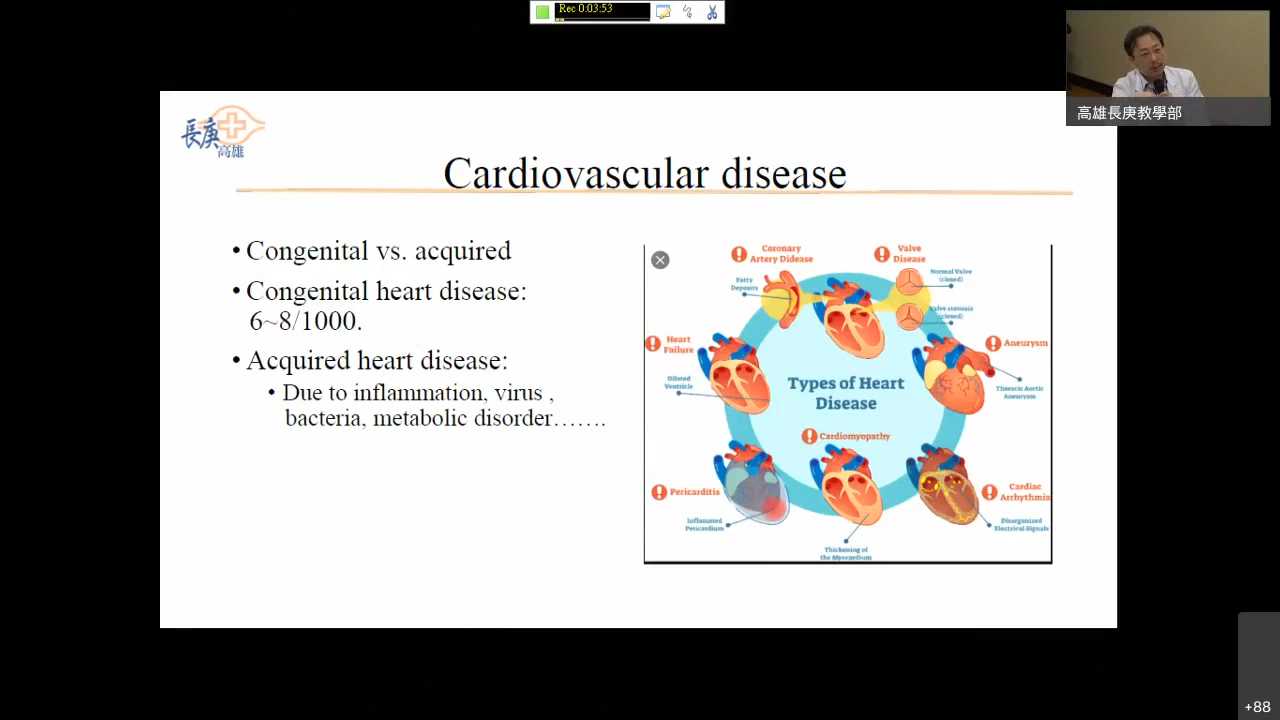 Rec 0:03:53
高雄長庚教學部
長庚
高雄
Cardiovascular disease
• Congenital vs. acquired
• Congenital heart disease:
6~8/1000.
• Acquired heart disease:
• Due to inflammation, virus ,
bacteria, metabolic disorder…….
Coronary
Artery Didease
Fatty
Deposits
Valve
Disease
Normal Valve
(closed)
Valve stenosis
(closed)
Heart
Failure
Diloted
Ventricle
Aneurysm
Thoracic Aortic
Aneurysm
Types of Heart
Disease
Cardiomyopathy
Thickening of
the Myocardium
Pericarditis
Inflammed
Pericardium
Cardiac
Arrhythmia
Disorganized
Electrical Signals
+88